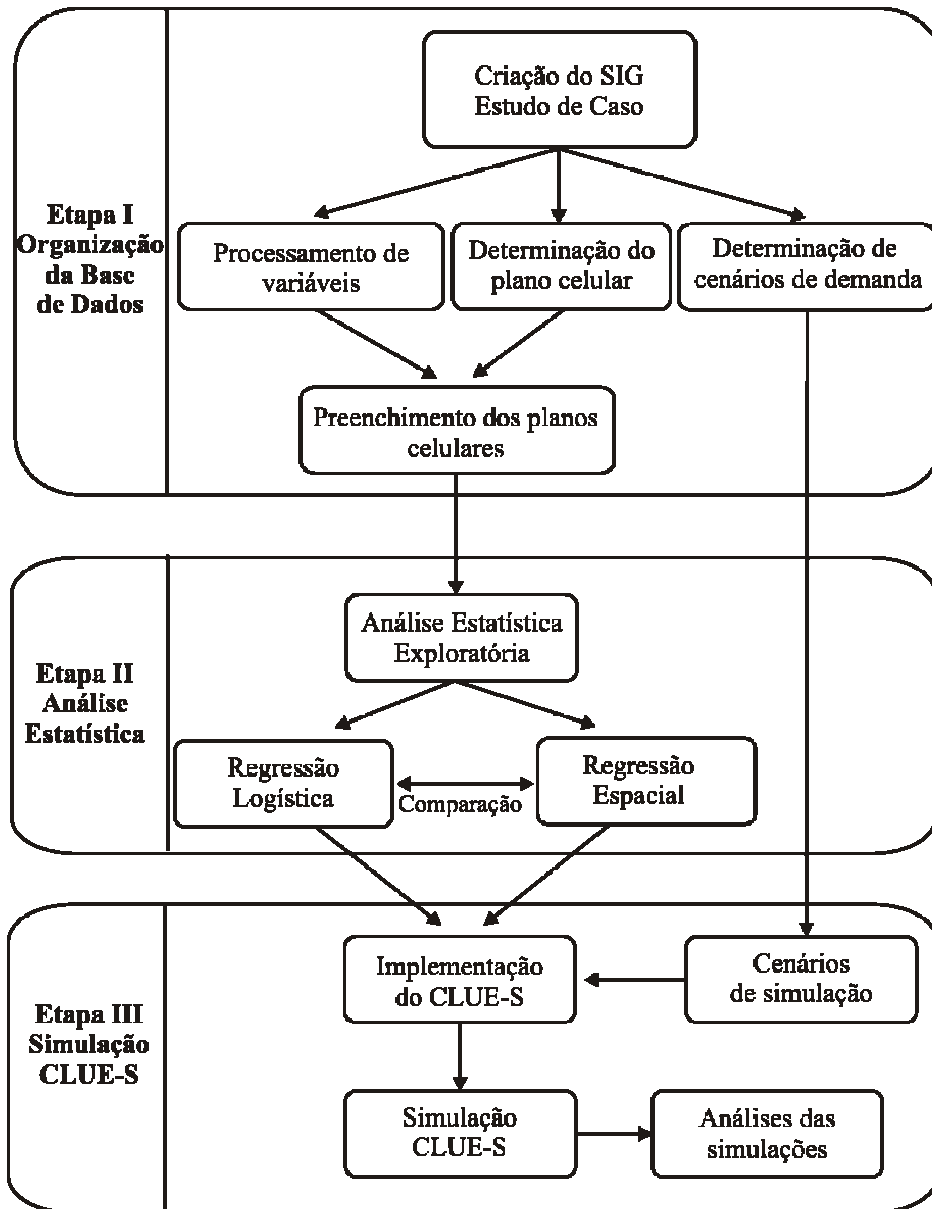 Criação do SIG
Estudo de Caso
Etapa I
Organização
da Base
de Dados
Processamento de
variáveis
Determinação do
plano celular
Determinação de
cenários de demanda
Preenchimento dos planos
celulares
Etapa II
Análise
Estatística
Análise Estatística
Exploratória
Regressão
Logística
Comparação
Regressão
Espacial
Etapa III
Simulação
CLUE-S
Implementação
do CLUE-S
Cenários
de simulação
Simulação
CLUE-S
Análises das
simulações